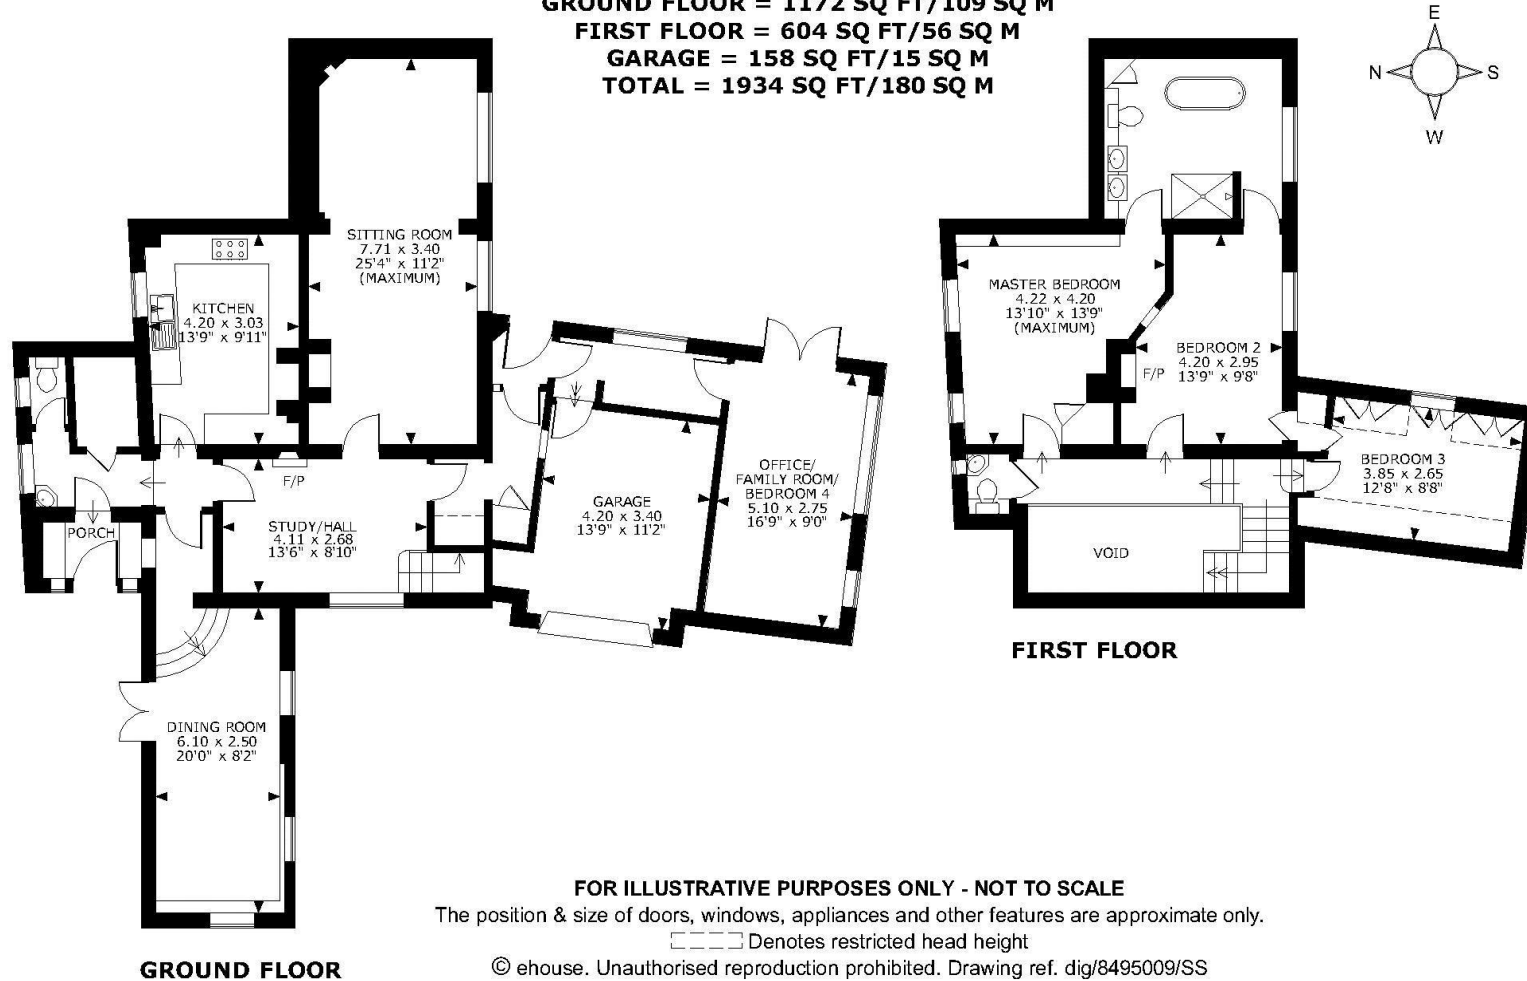 GROUND FLOOR = 1172 SQ FT/109 SQ M
FIRST FLOOR = 604 SQ FT/56 SQ M
GARAGE = 158 SQ FT/15 SQ M
TOTAL = 1934 SQ FT/180 SQ M
E
N
S
W
SITTING ROOM
7.71 x 3.40
25'4" x 11'2"
(MAXIMUM)
KITCHEN
4.20 x 3.03
13'9" x 9'11"
F/P
STUDY/HALL
4.11 x 2.68
13'6" x 8'10"
PORCH
GARAGE
4.20 x 3.40
13'9" x 11'2"
OFFICE/
FAMILY ROOM/
BEDROOM 4
5.10 x 2.75
16'9" x 9'0"
DINING ROOM
6.10 x 2.50
20'0" x 8'2"
GROUND FLOOR
MASTER BEDROOM
4.22 x 4.20
13'10" x 13'9"
(MAXIMUM)
BEDROOM 2
4.20 x 2.95
13'9" x 9'8"
F/P
BEDROOM 3
3.85 x 2.65
12'8" x 8'8"
VOID
FIRST FLOOR
FOR ILLUSTRATIVE PURPOSES ONLY - NOT TO SCALE
The position & size of doors, windows, appliances and other features are approximate only.
Denotes restricted head height
© ehouse. Unauthorised reproduction prohibited. Drawing ref. dig/8495009/SS